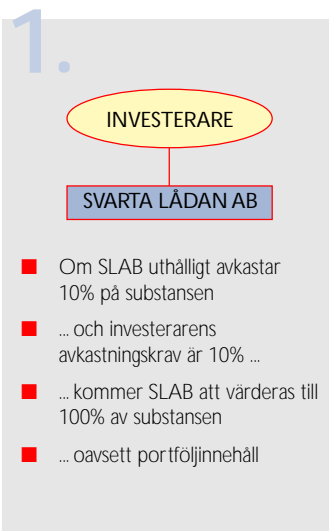 1.
INVESTERARE
SVARTA LÅDAN AB
Om SLAB uthålligt avkastar
10% på substansen
... och investerarens
avkastningskrav är 10% ...
... kommer SLAB att värderas till
100% av substansen
... oavsett portföljinnehåll